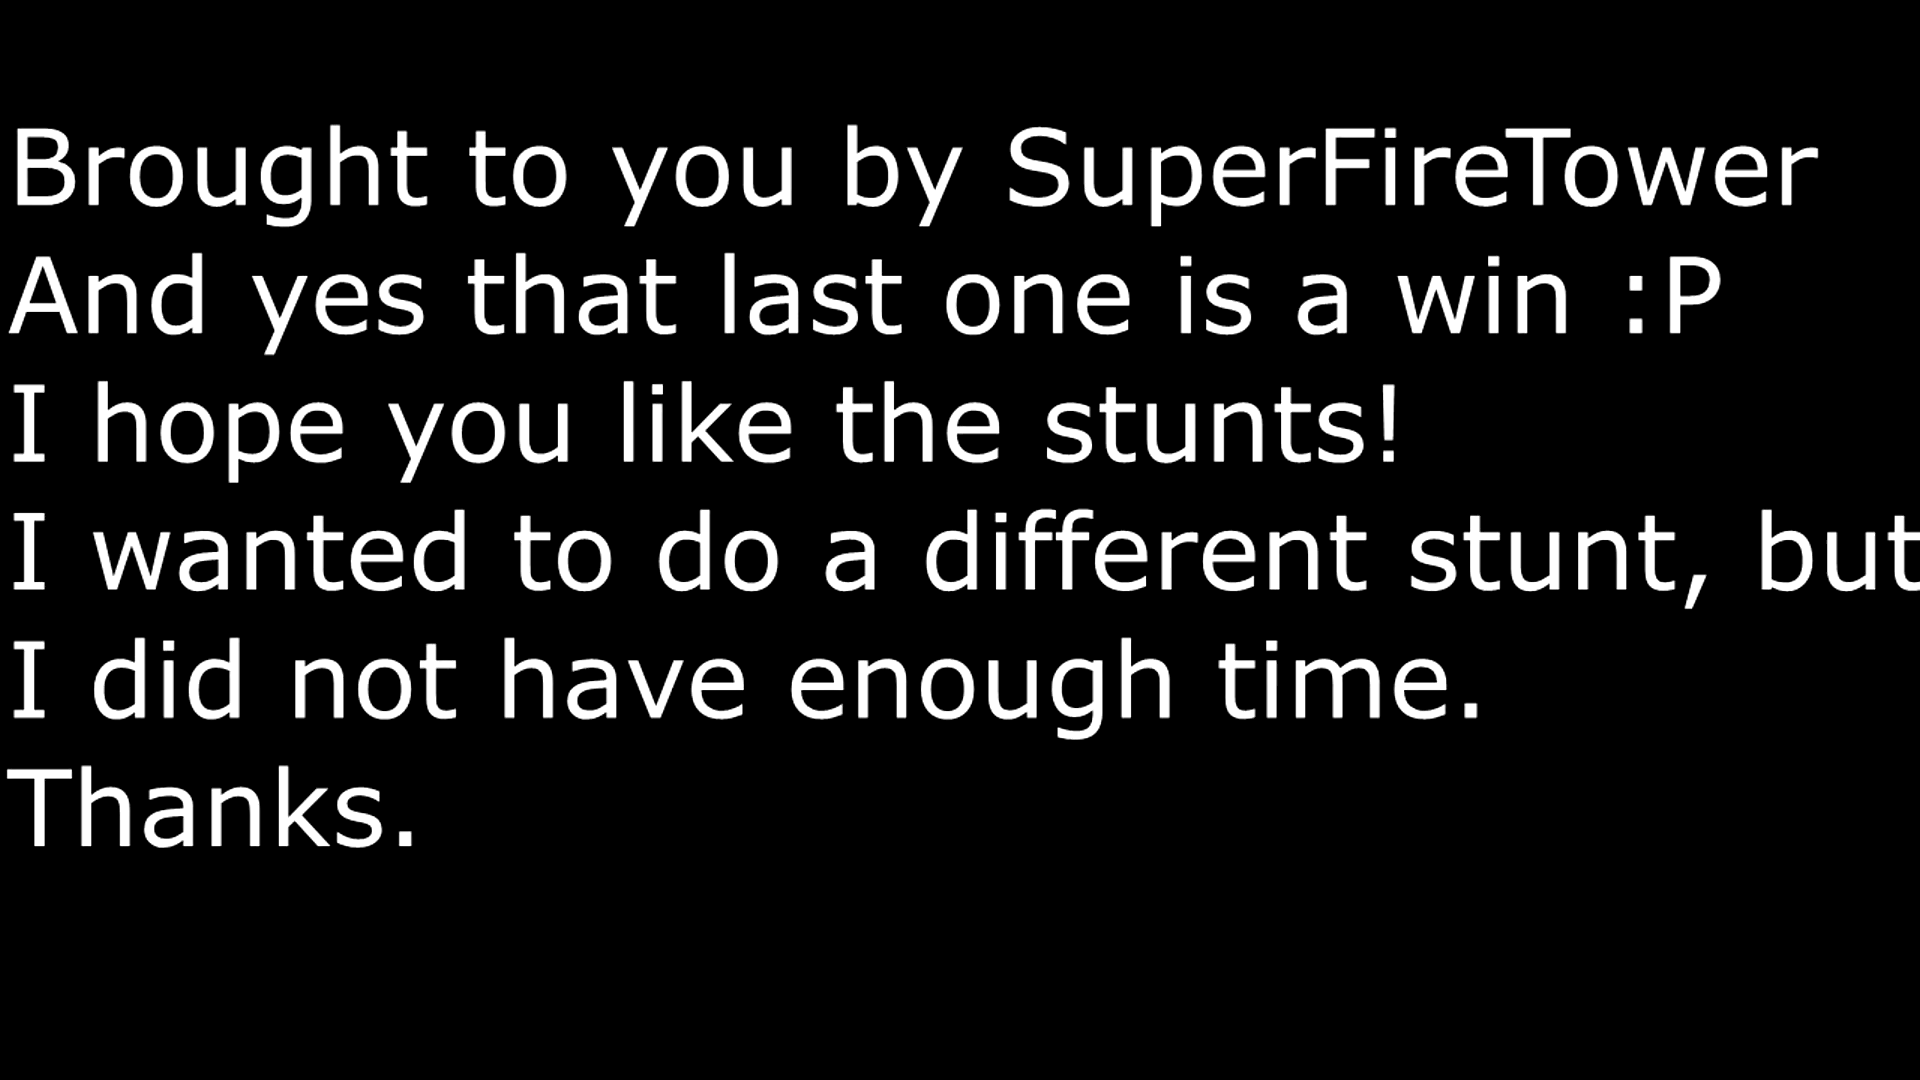 Brought to you by SuperFireTower
And yes that last one is a win :P
I hope you like the stunts!
I wanted to do a different stunt, but
I did not have enough time.
Thanks.